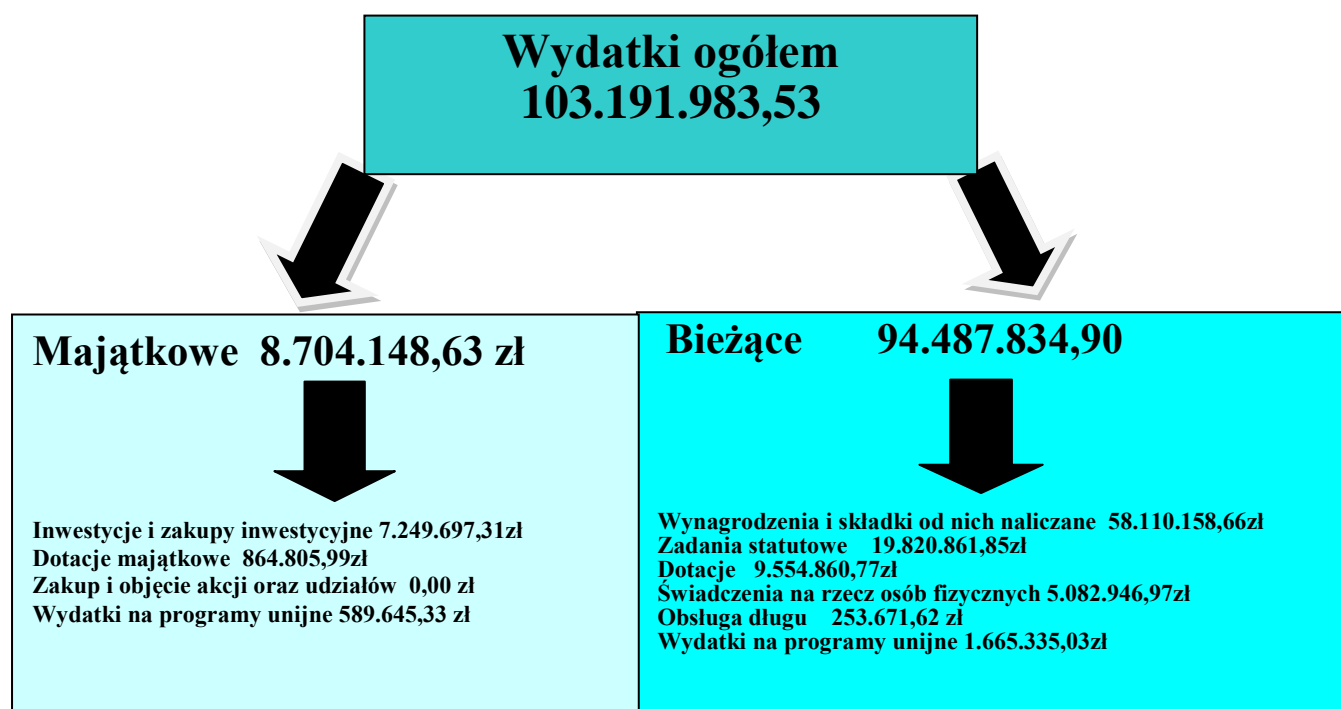 Wydatki ogółem
103.191.983,53
Majątkowe 8.704.148,63 zł
Inwestycje i zakupy inwestycyjne 7.249.697,31zł
Dotacje majątkowe 864.805,99zł
Zakup i objęcie akcji oraz udziałów 0,00 zł
Wydatki na programy unijne 589.645,33 zł
Bieżące 94.487.834,90
Wynagrodzenia i składki od nich naliczane 58.110.158,66zł
Zadania statutowe 19.820.861,85zł
Dotacje 9.554.860,77zł
Świadczenia na rzecz osób fizycznych 5.082.946,97zł
Obsługa długu 253.671,62 zł
Wydatki na programy unijne 1.665.335,03zł